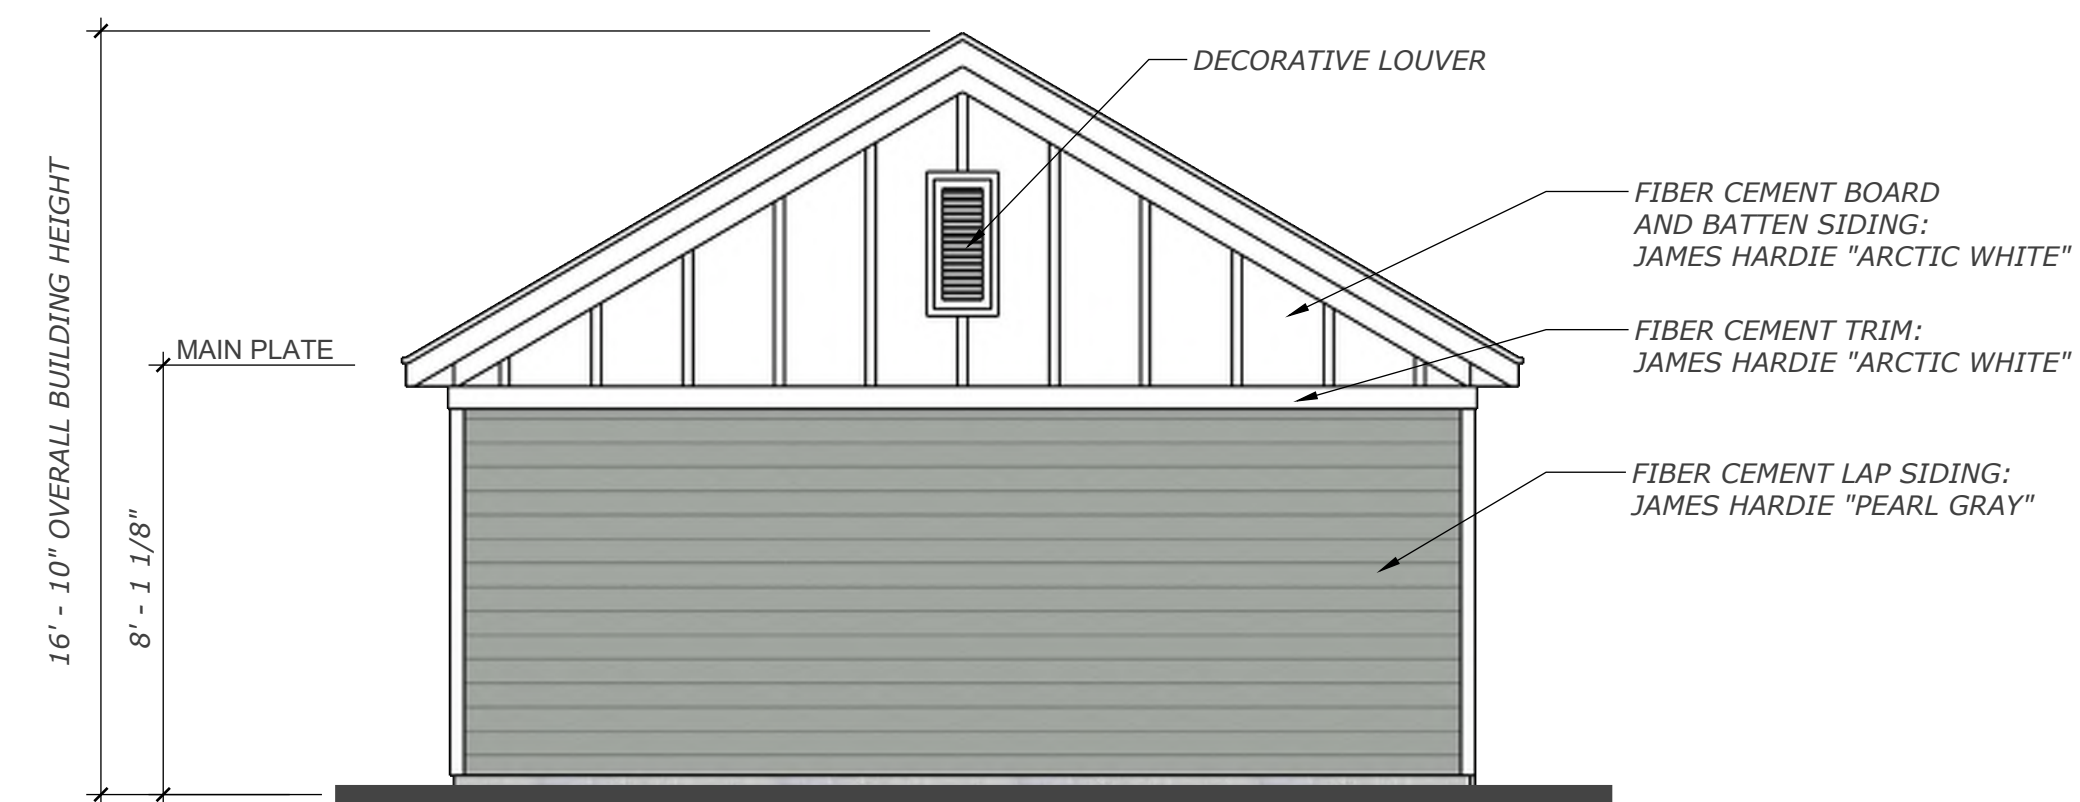 DECORATIVE LOUVER
FIBER CEMENT BOARD
AND BATTEN SIDING:
JAMES HARDIE "ARCTIC WHITE"
FIBER CEMENT TRIM:
JAMES HARDIE "ARCTIC WHITE"
FIBER CEMENT LAP SIDING:
JAMES HARDIE "PEARL GRAY"
MAIN PLATE
16' - 10" OVERALL BUILDING HEIGHT
8' - 1 1/8"